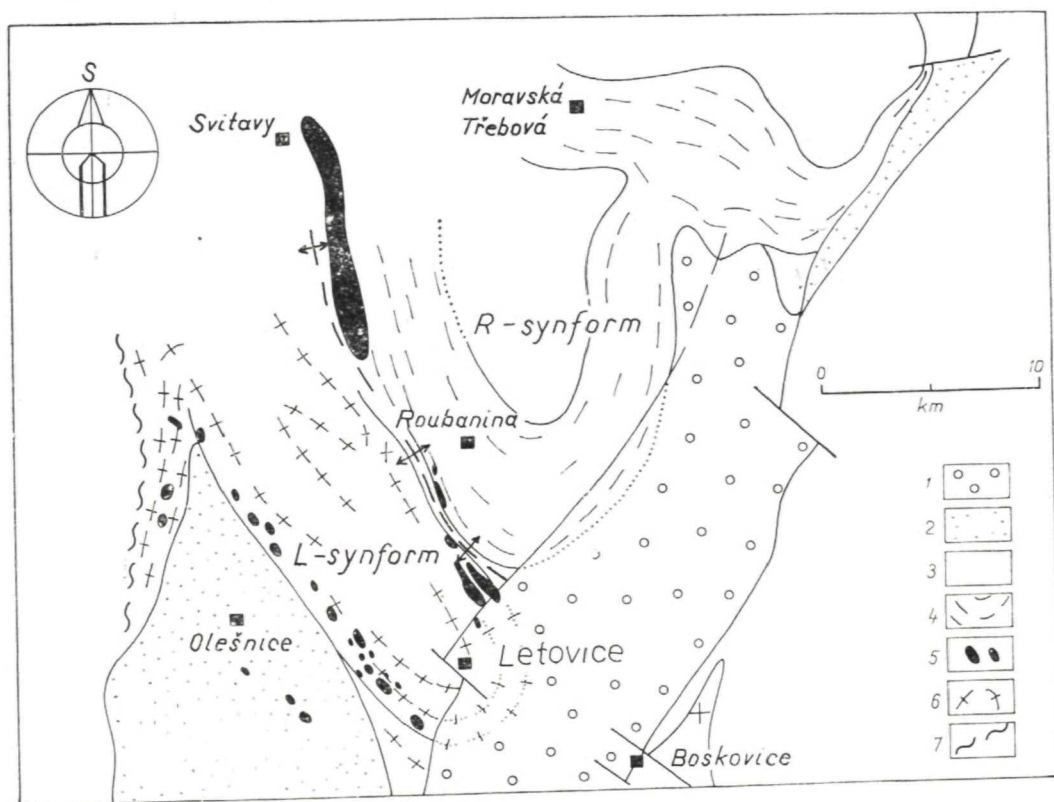 S
Svitavy
Moravská
Třebová
R-synform
0 10
km
Roubanina
L-synform
Olešnice
Letovice
Boskovice
1
2
3
4
5
6
7